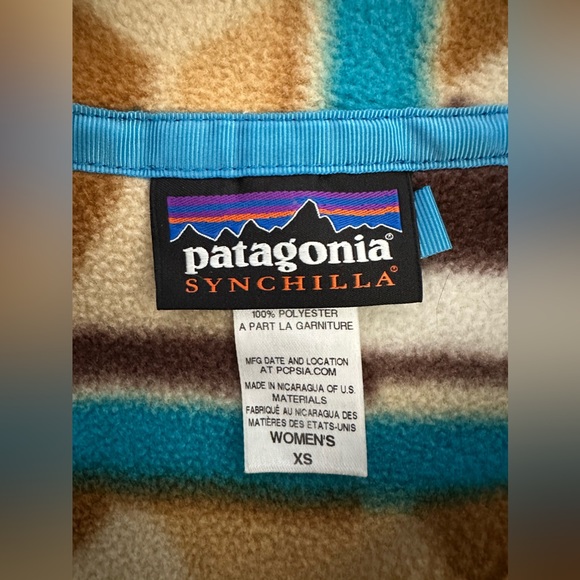 patagonia®
SYNCHILLA®
100% POLYESTER
A PART LA GARNITURE
MFG DATE AND LOCATION
AT PCPSIA.COM
MADE IN NICARAGUA OF U.S.
MATERIALS
FABRIQUÉ AU NICARAGUA DES
MATIÈRES DES ETATS-UNIS
WOMEN'S
XS